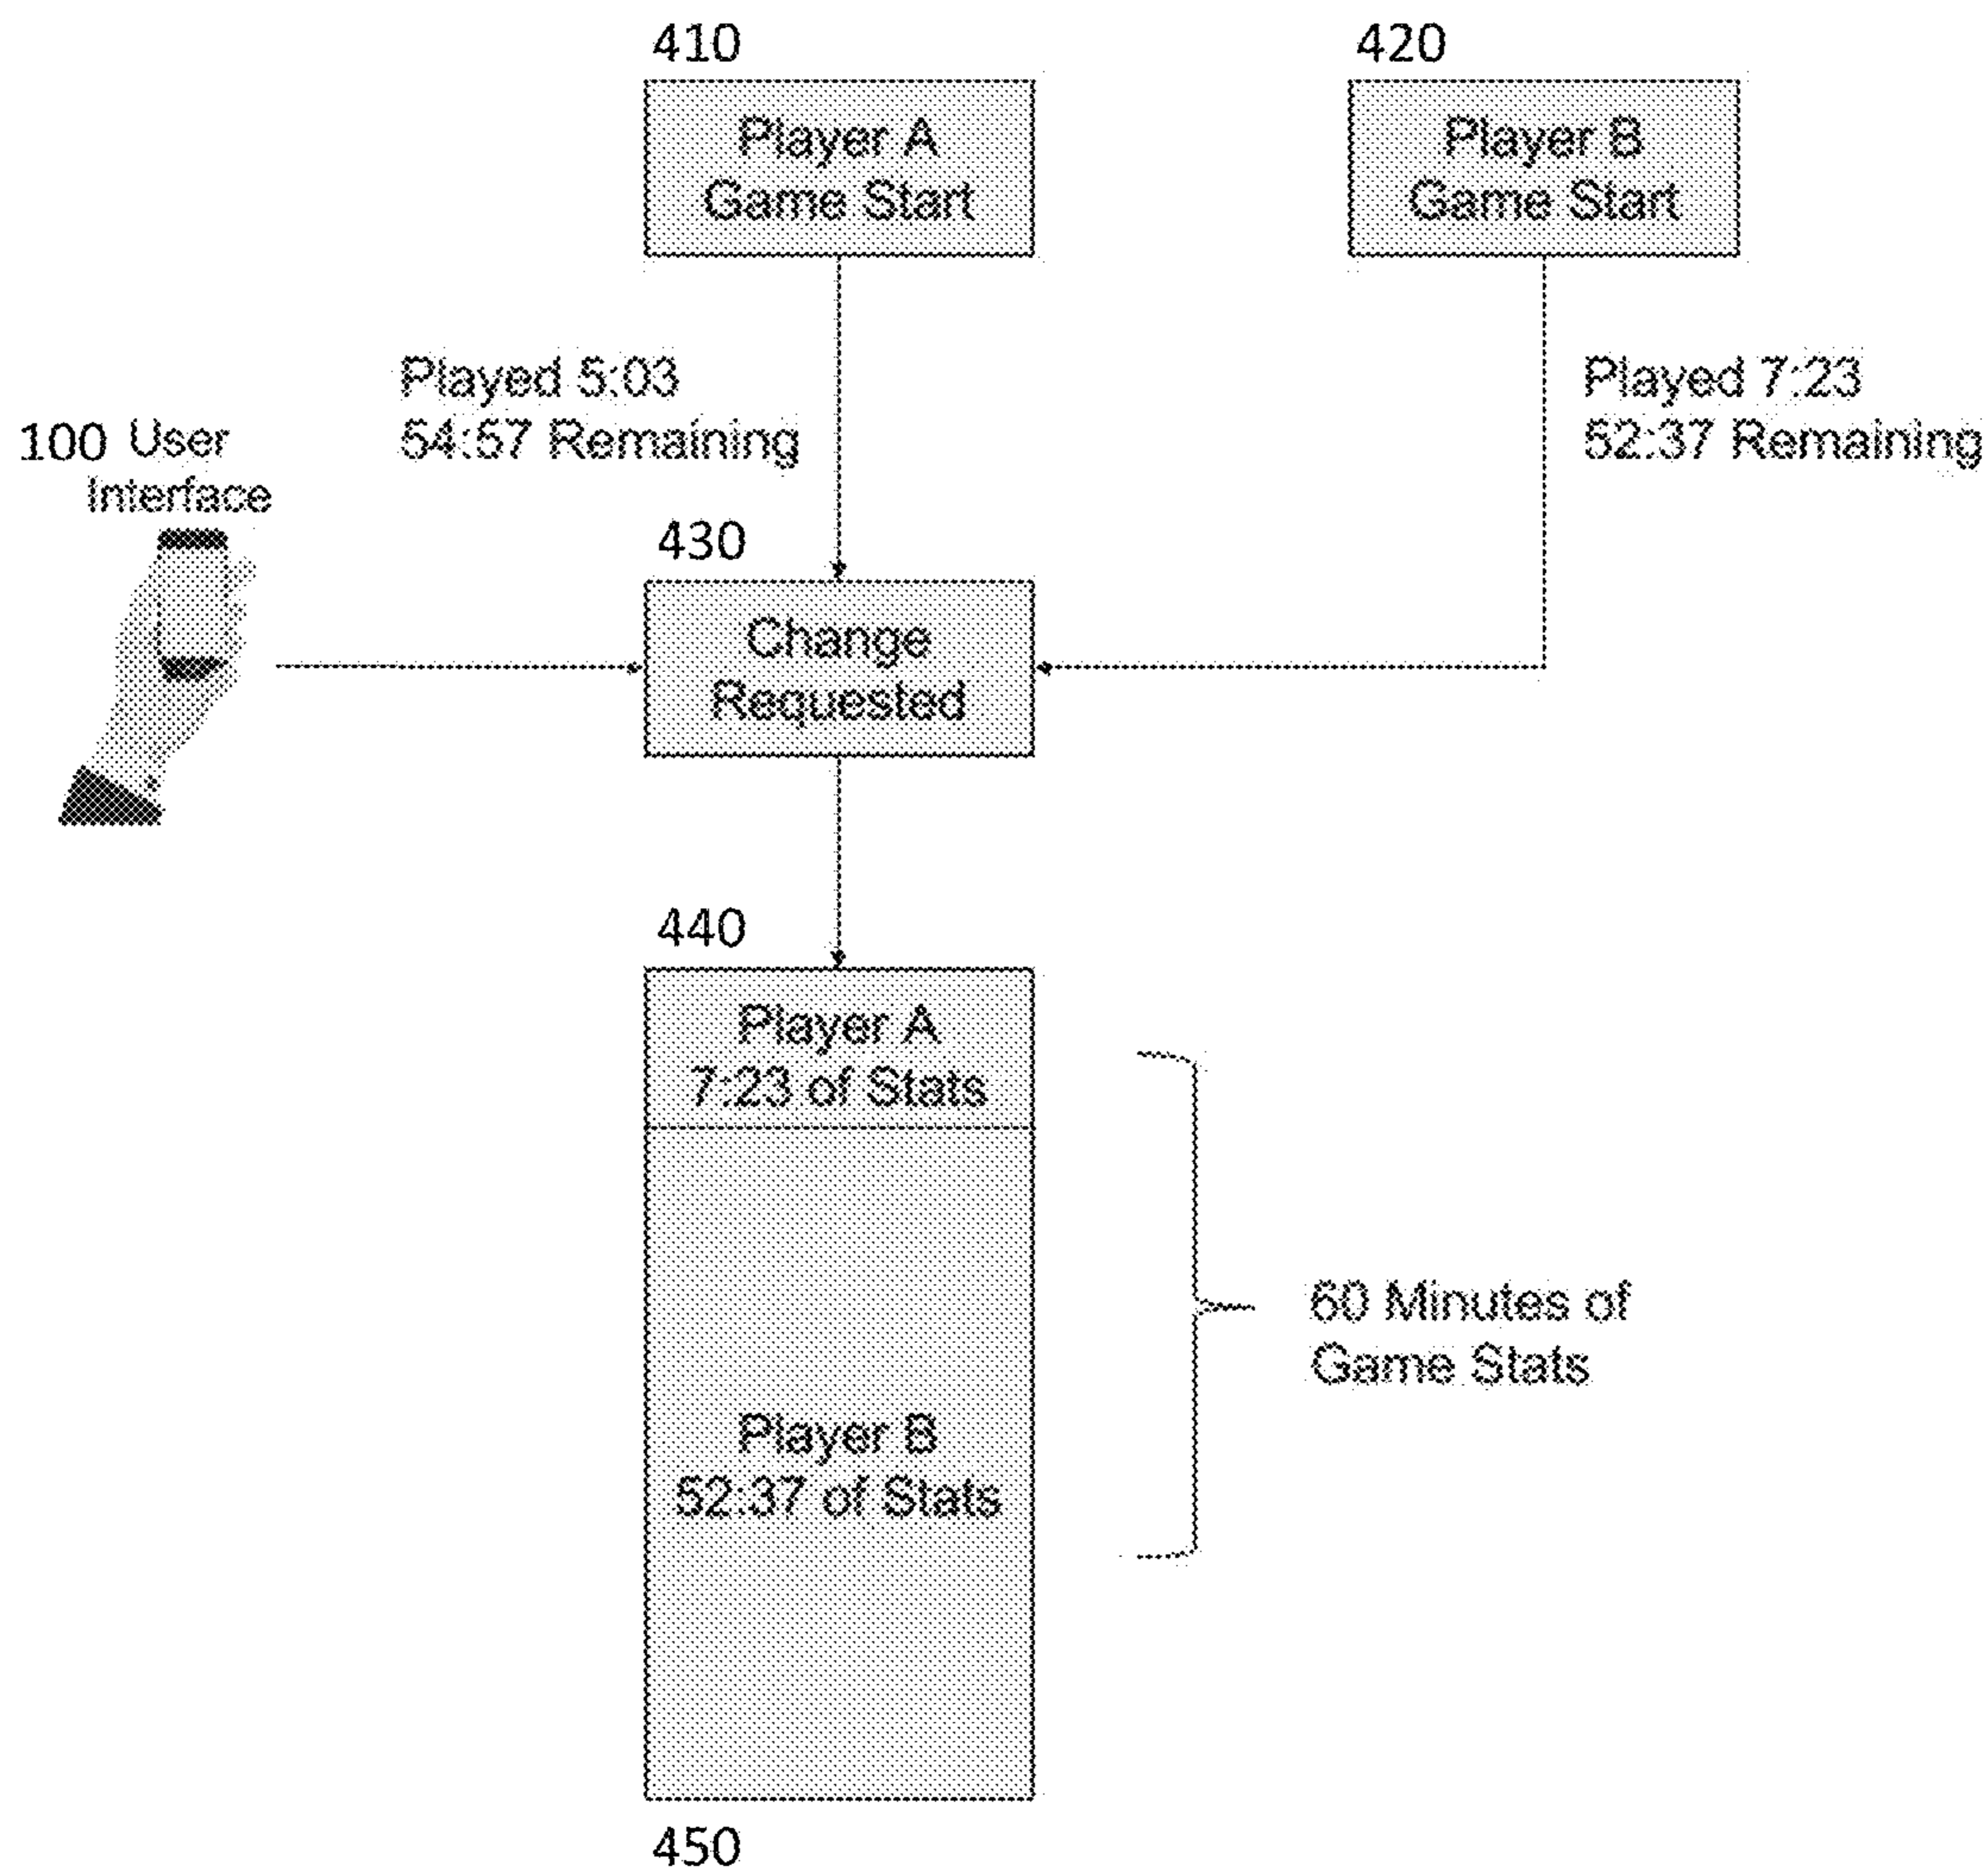 410
Player A
Game Start
420
Player B
Game Start
Played 5:03
54:57 Remaining
Played 7:23
52:37 Remaining
100 User
Interface
430
Change
Requested
440
Player A
7:23 of Stats
Player B
52:37 of Stats
60 Minutes of
Game Stats
450